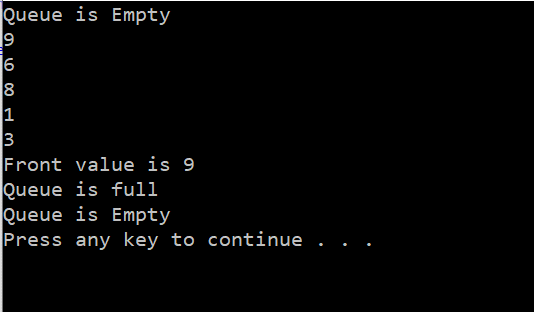 Queue is Empty
9
6
8
1
3
Front value is 9
Queue is full
Queue is Empty
Press any key to continue . . .